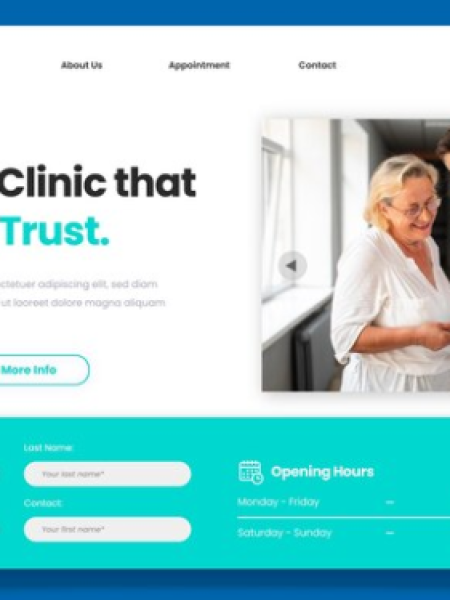 About Us
Appointment
Contact
Clinic that
Trust.
ctetuer adipiscing elit, sed diam
ut laoreet dolore magna aliquam
More Info
Last Name:
Your last name*
Contact:
Your first name*
Opening Hours
Monday - Friday –
Saturday - Sunday –